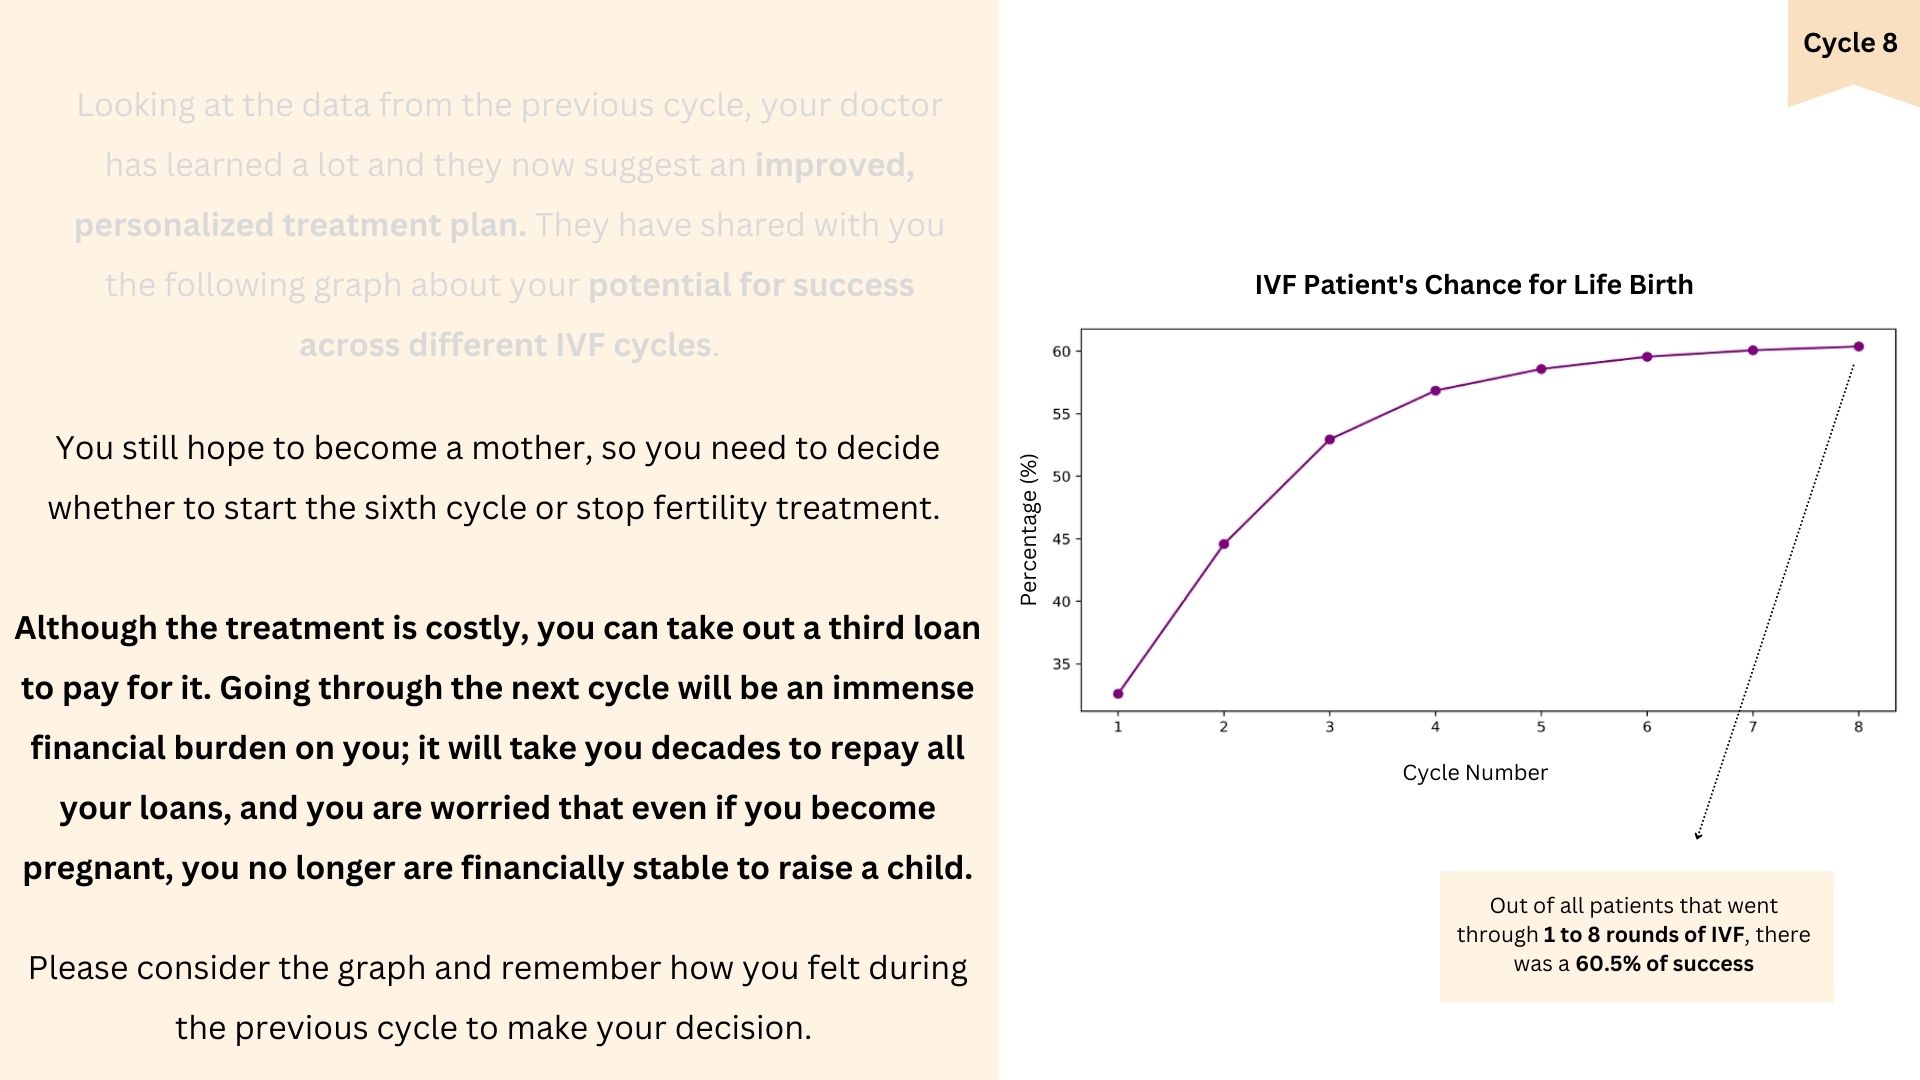 Cycle 8
Looking at the data from the previous cycle, your doctor
has learned a lot and they now suggest an improved,
personalized treatment plan. They have shared with you
the following graph about your potential for success
across different IVF cycles.
You still hope to become a mother, so you need to decide
whether to start the sixth cycle or stop fertility treatment.
Although the treatment is costly, you can take out a third loan
to pay for it. Going through the next cycle will be an immense
financial burden on you; it will take you decades to repay all
your loans, and you are worried that even if you become
pregnant, you no longer are financially stable to raise a child.
Please consider the graph and remember how you felt during
the previous cycle to make your decision.
IVF Patient's Chance for Life Birth
Percentage (%)
60
55
50
45
40
35
1 2 3 4 5 6 7 8
Cycle Number
Out of all patients that went
through 1 to 8 rounds of IVF, there
was a 60.5% of success